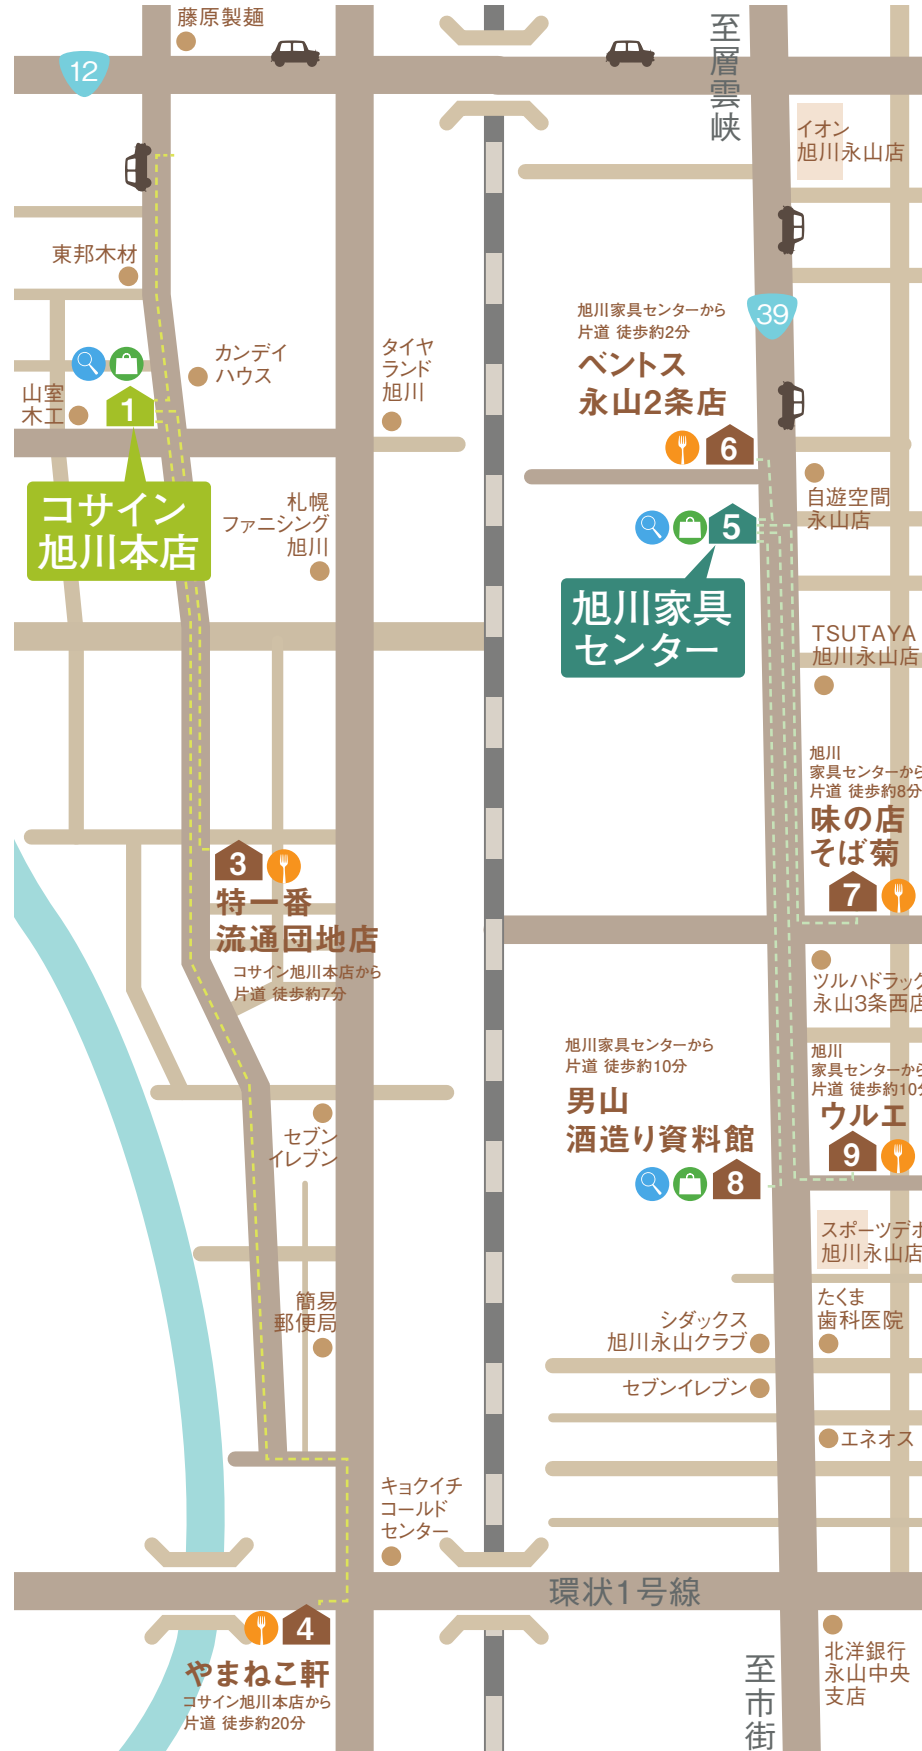 藤原製麺
12
至層雲峡
イオン
旭川永山店
東邦木材
旭川家具センターから
片道 徒歩約2分
ベントス
永山2条店
39
カンデイ
ハウス
タイヤ
ランド
旭川
山室
木工
1
コサイン
旭川本店
6
札幌
ファニシング
旭川
自遊空間
永山店
5
旭川家具
センター
TSUTAYA
旭川永山店
旭川
家具センターから
片道 徒歩約8分
味の店
そば菊
7
3
特一番
流通団地店
コサイン旭川本店から
片道 徒歩約7分
ツルハドラッグ
永山3条西店
旭川家具センターから
片道 徒歩約10分
男山
酒造り資料館
8
旭川
家具センターから
片道 徒歩約10分
ウルエ
9
セブン
イレブン
スポーツデポ
旭川永山店
簡易
郵便局
シダックス
旭川永山クラブ
たくま
歯科医院
セブンイレブン
エネオス
キョクイチ
コールド
センター
環状1号線
4
やまねこ軒
コサイン旭川本店から
片道 徒歩約20分
至市街
北洋銀行
永山中央
支店